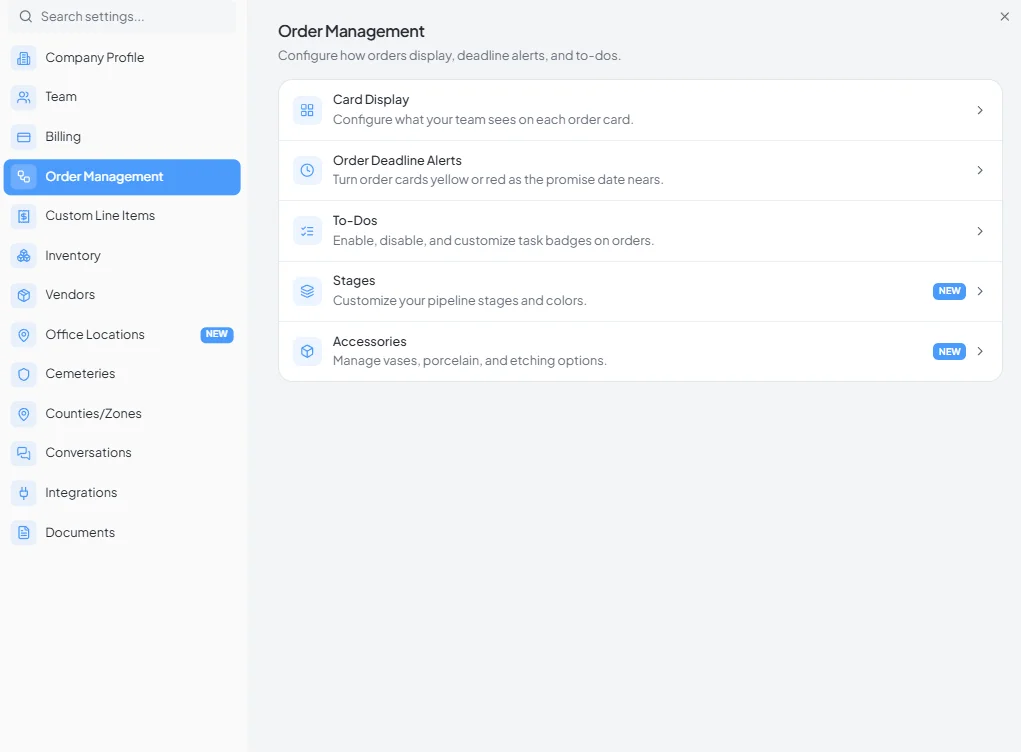 Search settings...
Company Profile
Team
Billing
Order Management
Custom Line Items
Inventory
Vendors
Office Locations
NEW
Cemeteries
Counties/Zones
Conversations
Integrations
Documents
Order Management
Configure how orders display, deadline alerts, and to-dos.
Card Display
Configure what your team sees on each order card.
Order Deadline Alerts
Turn order cards yellow or red as the promise date nears.
To-Dos
Enable, disable, and customize task badges on orders.
Stages
Customize your pipeline stages and colors.
NEW
Accessories
Manage vases, porcelain, and etching options.
NEW